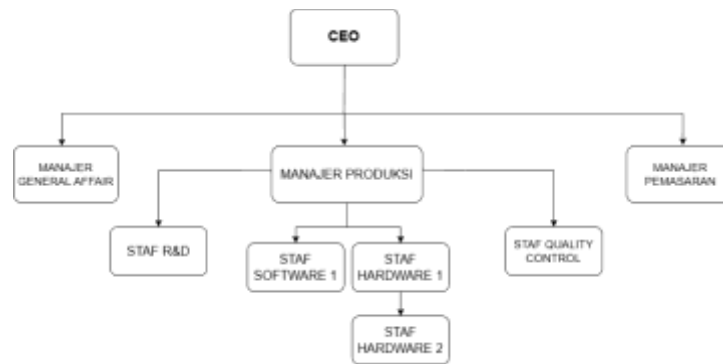 CEO
MANAJER
GENERAL AFFAIR
MANAJER PRODUKSI
MANAJER
PEMASARAN
STAF R&D
STAF
SOFTWARE 1
STAF
HARDWARE 1
STAF QUALITY
CONTROL
STAF
HARDWARE 2